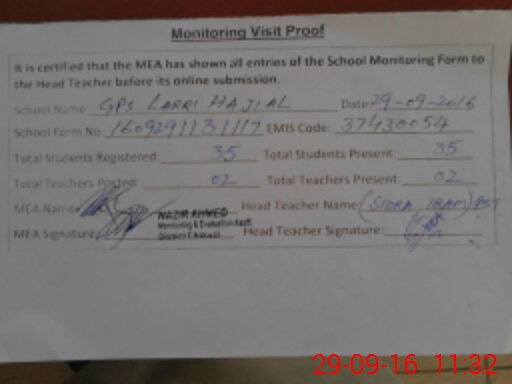 Monitoring Visit Proof
It is certified that the MEA has shown all entries of the School Monitoring Form to
the Head Teacher before its online submission.
School Name: GPS LARRI HAJIAL Date: 29-09-2016
School Form No: 160929113117 EMIS Code: 37430054
Total Students Registered: 35 Total Students Present: 35
Total Teachers Posted: 02 Total Teachers Present: 02
MEA Name: Head Teacher Name: (SIDRA IRAM) PST
NAZIR AHMED
Monitoring & Evaluation Asstt.
MEA Signature: Head Teacher Signature:
29-09-16 11:32